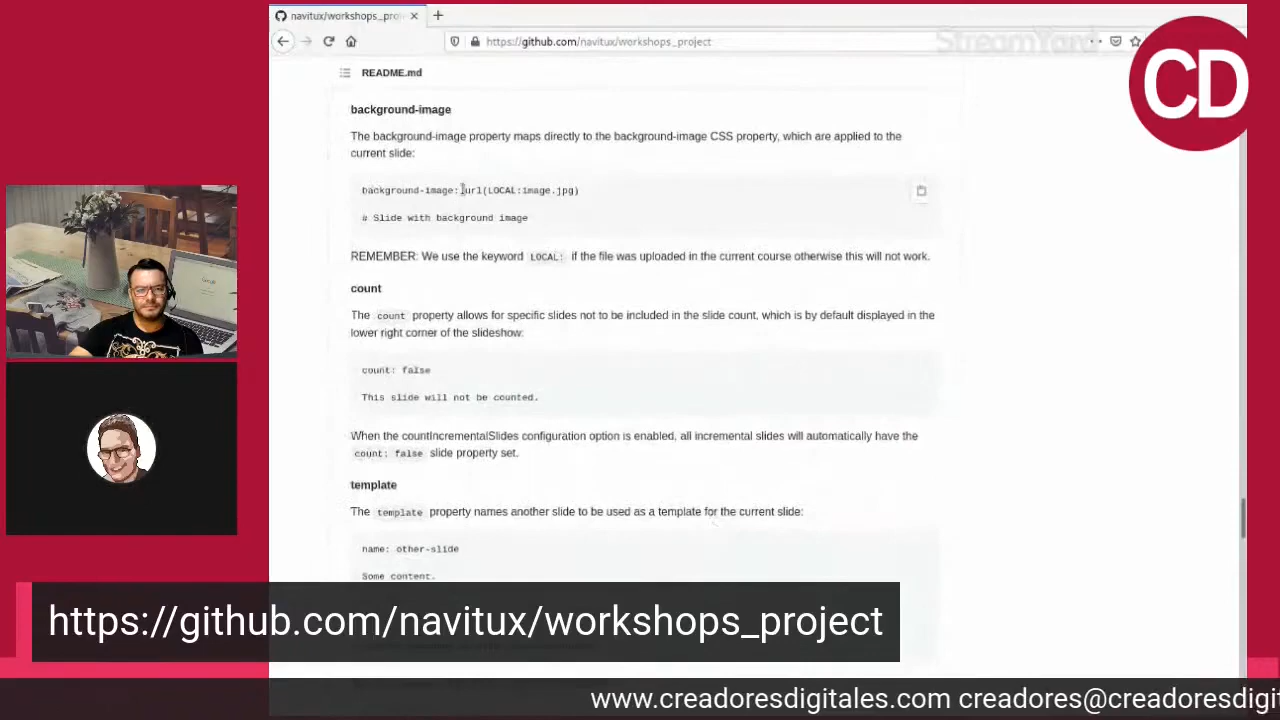 navitux/workshops_pro
https://github.com/navitux/workshops_project
StreamYard
CD
README.md
background-image
The background-image property maps directly to the background-image CSS property, which are applied to the
current slide:
background-image: url(LOCAL:image.jpg)
# Slide with background image
REMEMBER: We use the keyword LOCAL: if the file was uploaded in the current course otherwise this will not work.
count
The count property allows for specific slides not to be included in the slide count, which is by default displayed in the
lower right corner of the slideshow:
count: false
This slide will not be counted.
When the countIncrementalSlides configuration option is enabled, all incremental slides will automatically have the
count: false slide property set.
template
The template property names another slide to be used as a template for the current slide:
name: other-slide
Some content.
https://github.com/navitux/workshops_project
www.creadoresdigitales.com creadores@creadoresdigi